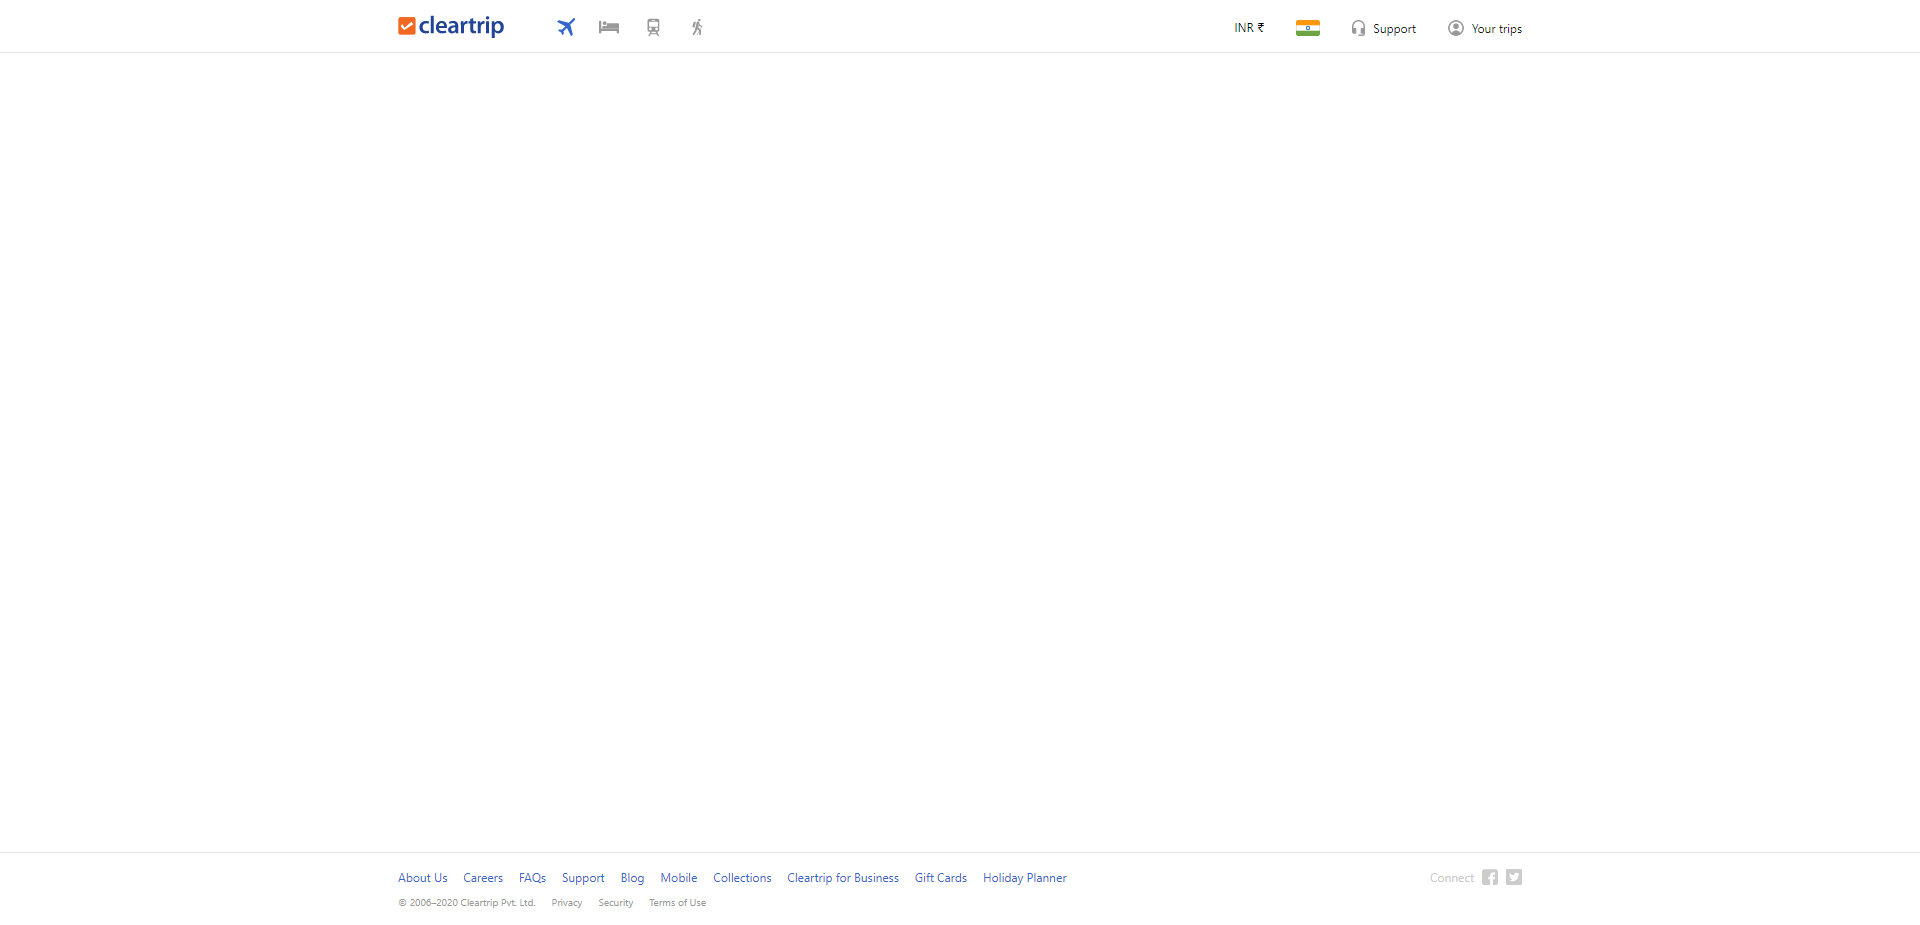 cleartrip INR ₹ Support Your trips
About Us Careers FAQs Support Blog Mobile Collections Cleartrip for Business Gift Cards Holiday Planner Connect
© 2006–2020 Cleartrip Pvt. Ltd. Privacy Security Terms of Use